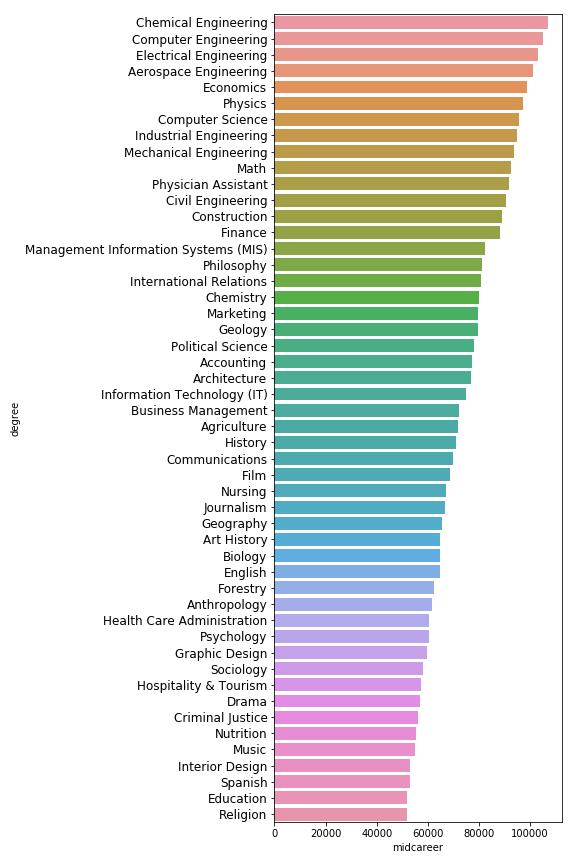 Chemical Engineering
Computer Engineering
Electrical Engineering
Aerospace Engineering
Economics
Physics
Computer Science
Industrial Engineering
Mechanical Engineering
Math
Physician Assistant
Civil Engineering
Construction
Finance
Management Information Systems (MIS)
Philosophy
International Relations
Chemistry
Marketing
Geology
Political Science
Accounting
Architecture
Information Technology (IT)
Business Management
Agriculture
History
Communications
Film
Nursing
Journalism
Geography
Art History
Biology
English
Forestry
Anthropology
Health Care Administration
Psychology
Graphic Design
Sociology
Hospitality & Tourism
Drama
Criminal Justice
Nutrition
Music
Interior Design
Spanish
Education
Religion
degree
0 20000 40000 60000 80000 100000
midcareer